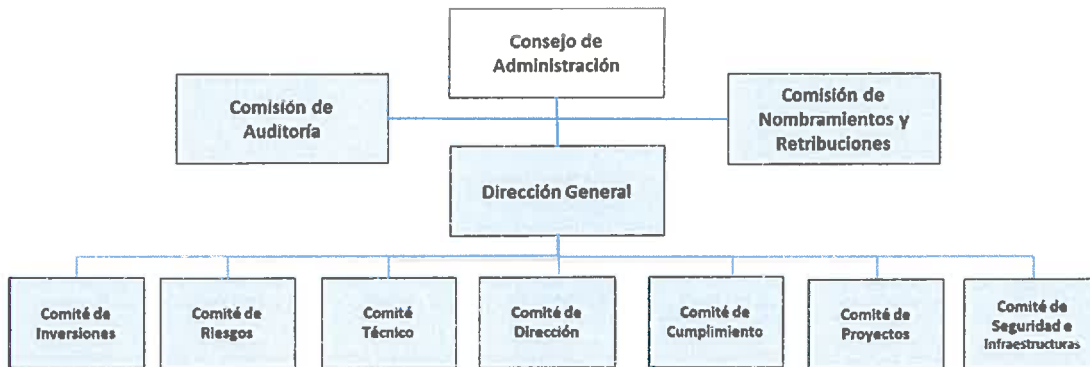 Consejo de
Administración
Comisión de
Auditoría
Comisión de
Nombramientos y
Retribuciones
Dirección General
Comité de
Inversiones
Comité de
Riesgos
Comité
Técnico
Comité de
Dirección
Comité de
Cumplimiento
Comité de
Proyectos
Comité de
Seguridad e
Infraestructuras